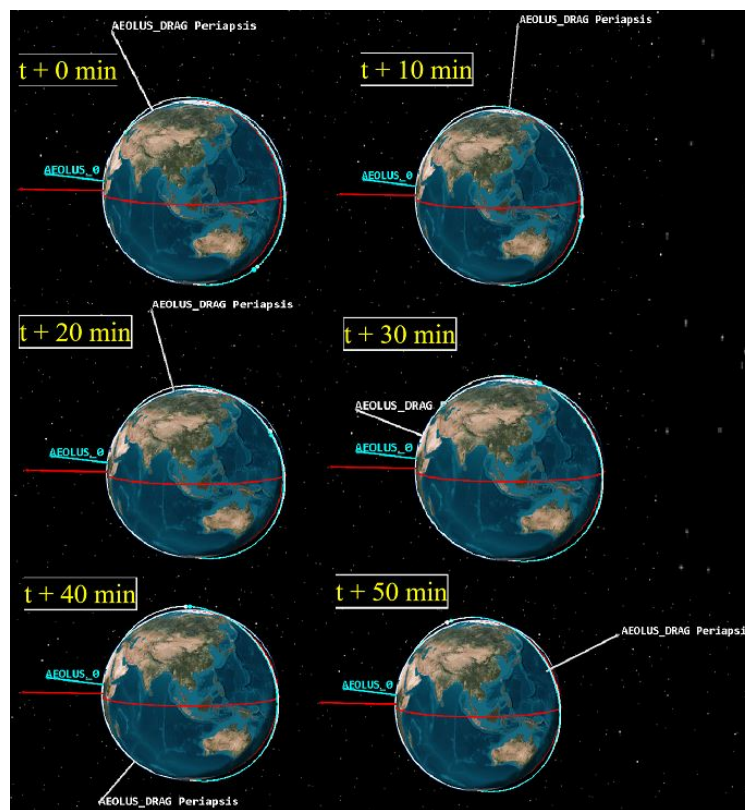 AEOLUS_DRAG Periapsis
t + 0 min
AEOLUS_0
AEOLUS_DRAG Periapsis
t + 10 min
AEOLUS_0
AEOLUS_DRAG Periapsis
t + 20 min
AEOLUS_0
t + 30 min
AEOLUS_DRAG
AEOLUS_0
t + 40 min
AEOLUS_0
AEOLUS_DRAG Periapsis
t + 50 min
AEOLUS_DRAG Periapsi
AEOLUS_0